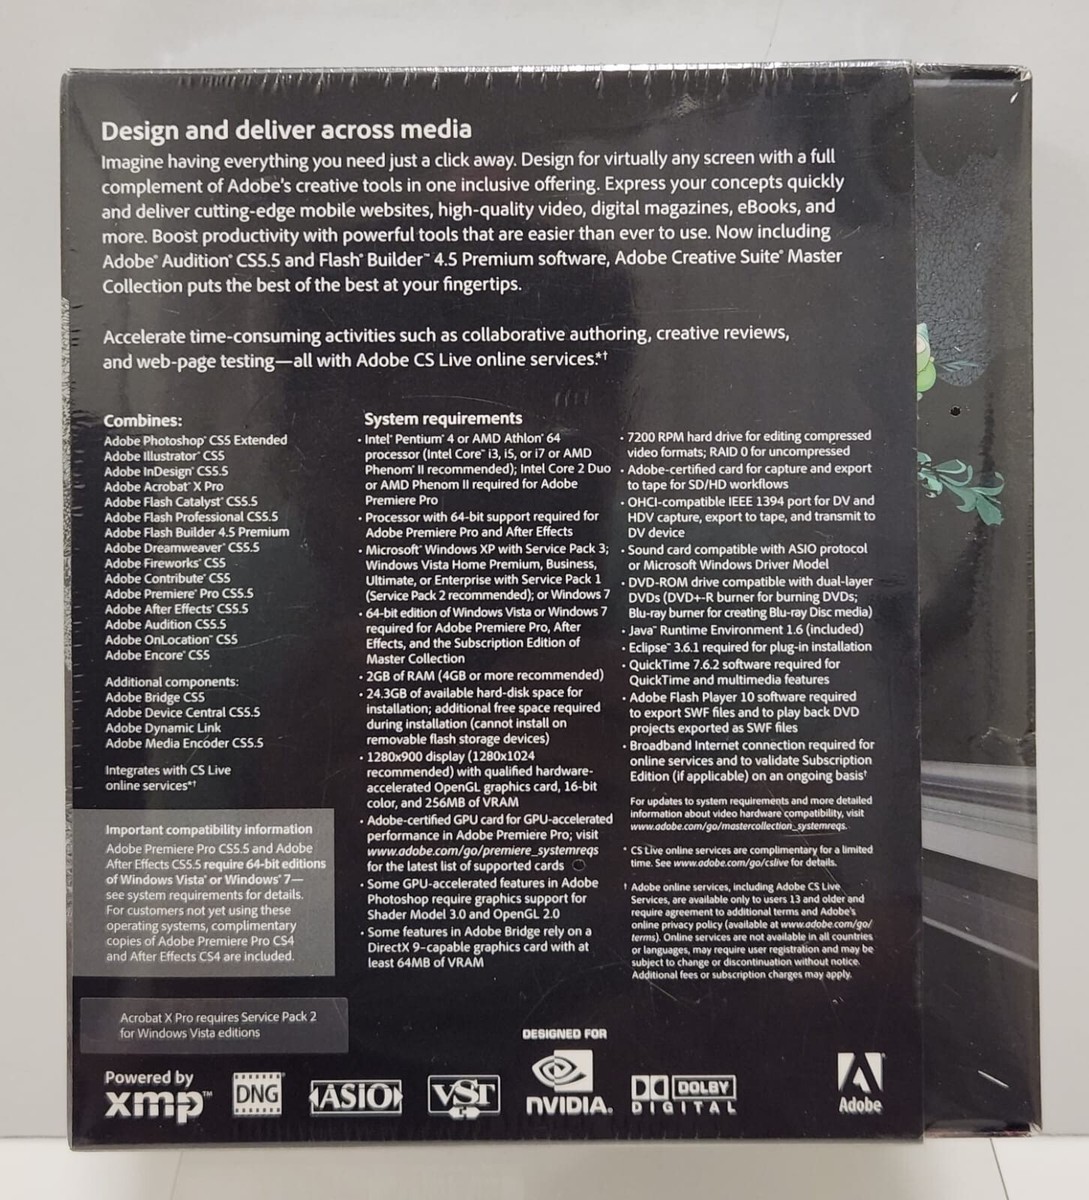 Design and deliver across media
Imagine having everything you need just a click away. Design for virtually any screen with a full
complement of Adobe's creative tools in one inclusive offering. Express your concepts quickly
and deliver cutting-edge mobile websites, high-quality video, digital magazines, eBooks, and
more. Boost productivity with powerful tools that are easier than ever to use. Now including
Adobe® Audition® CS5.5 and Flash® Builder™ 4.5 Premium software, Adobe Creative Suite® Master
Collection puts the best of the best at your fingertips.
Accelerate time-consuming activities such as collaborative authoring, creative reviews,
and web-page testing—all with Adobe CS Live online services.*†
Combines:
Adobe Photoshop® CS5 Extended
Adobe Illustrator® CS5
Adobe InDesign® CS5.5
Adobe Acrobat® X Pro
Adobe Flash Catalyst® CS5.5
Adobe Flash Professional CS5.5
Adobe Flash Builder 4.5 Premium
Adobe Dreamweaver® CS5.5
Adobe Fireworks® CS5
Adobe Contribute® CS5
Adobe Premiere® Pro CS5.5
Adobe After Effects® CS5.5
Adobe Audition CS5.5
Adobe OnLocation™ CS5
Adobe Encore® CS5
Additional components:
Adobe Bridge CS5
Adobe Device Central CS5.5
Adobe Dynamic Link
Adobe Media Encoder CS5.5
Integrates with CS Live
online services*†
Important compatibility information
Adobe Premiere Pro CS5.5 and Adobe
After Effects CS5.5 require 64-bit editions
of Windows Vista® or Windows® 7—
see system requirements for details.
For customers not yet using these
operating systems, complimentary
copies of Adobe Premiere Pro CS4
and After Effects CS4 are included.
Acrobat X Pro requires Service Pack 2
for Windows Vista editions
System requirements
• Intel® Pentium® 4 or AMD Athlon® 64
processor (Intel Core™ i3, i5, or i7 or AMD
Phenom® II recommended); Intel Core 2 Duo
or AMD Phenom II required for Adobe
Premiere Pro
• Processor with 64-bit support required for
Adobe Premiere Pro and After Effects
• Microsoft® Windows XP with Service Pack 3;
Windows Vista Home Premium, Business,
Ultimate, or Enterprise with Service Pack 1
(Service Pack 2 recommended); or Windows 7
• 64-bit edition of Windows Vista or Windows 7
required for Adobe Premiere Pro, After
Effects, and the Subscription Edition of
Master Collection
• 2GB of RAM (4GB or more recommended)
• 24.3GB of available hard-disk space for
installation; additional free space required
during installation (cannot install on
removable flash storage devices)
• 1280x900 display (1280x1024
recommended) with qualified hardware-
accelerated OpenGL graphics card, 16-bit
color, and 256MB of VRAM
• Adobe-certified GPU card for GPU-accelerated
performance in Adobe Premiere Pro; visit
www.adobe.com/go/premiere_systemreqs
for the latest list of supported cards
• Some GPU-accelerated features in Adobe
Photoshop require graphics support for
Shader Model 3.0 and OpenGL 2.0
• Some features in Adobe Bridge rely on a
DirectX 9–capable graphics card with at
least 64MB of VRAM
• 7200 RPM hard drive for editing compressed
video formats; RAID 0 for uncompressed
• Adobe-certified card for capture and export
to tape for SD/HD workflows
• OHCI-compatible IEEE 1394 port for DV and
HDV capture, export to tape, and transmit to
DV device
• Sound card compatible with ASIO protocol
or Microsoft Windows Driver Model
• DVD-ROM drive compatible with dual-layer
DVDs (DVD+-R burner for burning DVDs;
Blu-ray burner for creating Blu-ray Disc media)
• Java™ Runtime Environment 1.6 (included)
• Eclipse™ 3.6.1 required for plug-in installation
• QuickTime 7.6.2 software required for
QuickTime and multimedia features
• Adobe Flash Player 10 software required
to export SWF files and to play back DVD
projects exported as SWF files
• Broadband Internet connection required for
online services and to validate Subscription
Edition (if applicable) on an ongoing basis†
For updates to system requirements and more detailed
information about video hardware compatibility, visit
www.adobe.com/go/mastercollection_systemreqs.
* CS Live online services are complimentary for a limited
time. See www.adobe.com/go/cslive for details.
† Adobe online services, including Adobe CS Live
Services, are available only to users 13 and older and
require agreement to additional terms and Adobe's
online privacy policy (available at www.adobe.com/go/
terms). Online services are not available in all countries
or languages, may require user registration and may be
subject to change or discontinuation without notice.
Additional fees or subscription charges may apply.
Powered by
xmp™
DNG
ASIO
VST
DESIGNED FOR
NVIDIA®
DOLBY
DIGITAL
Adobe